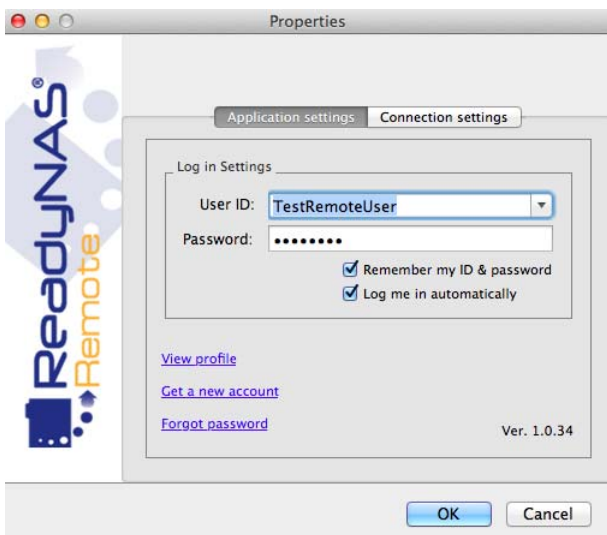 Properties
ReadyNAS®
Remote
Application settings
Connection settings
Log in Settings
User ID:
TestRemoteUser
Password:
••••••••
Remember my ID & password
Log me in automatically
View profile
Get a new account
Forgot password
Ver. 1.0.34
OK
Cancel